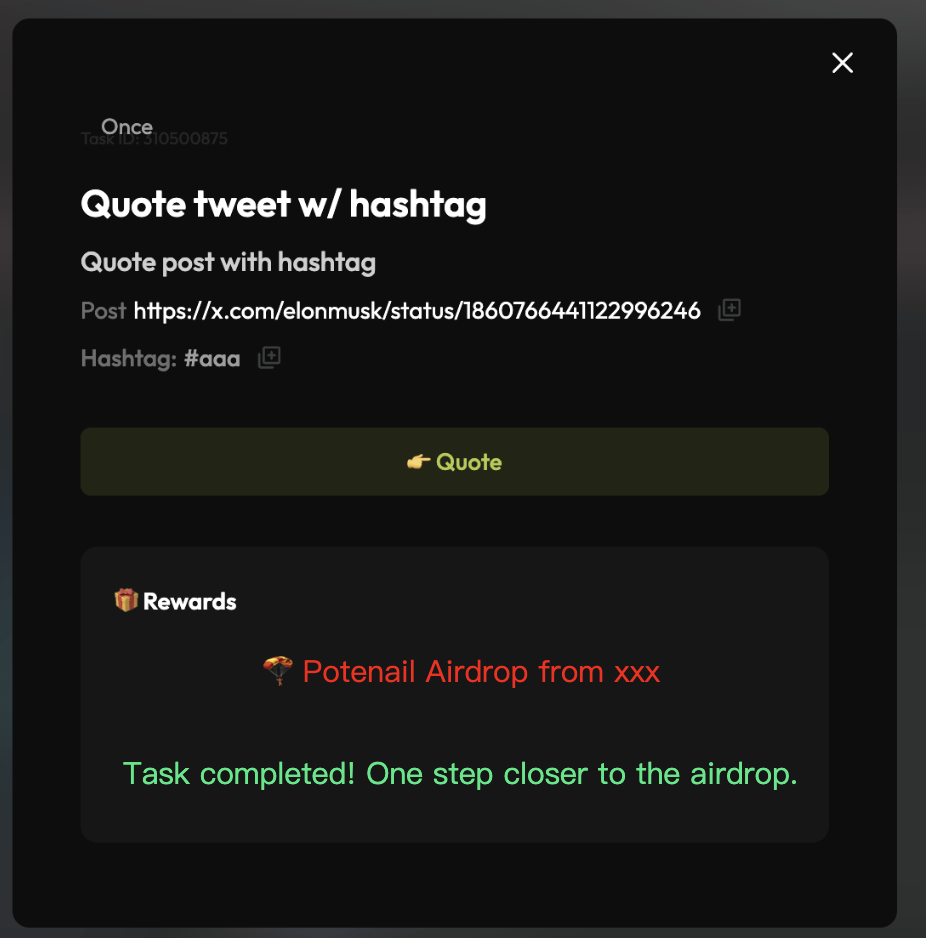 Once
Task ID: 310500875
Quote tweet w/ hashtag
Quote post with hashtag
Post https://x.com/elonmusk/status/1860766441122996246
Hashtag: #aaa
👉 Quote
🎁 Rewards
🪂 Potenail Airdrop from xxx
Task completed! One step closer to the airdrop.